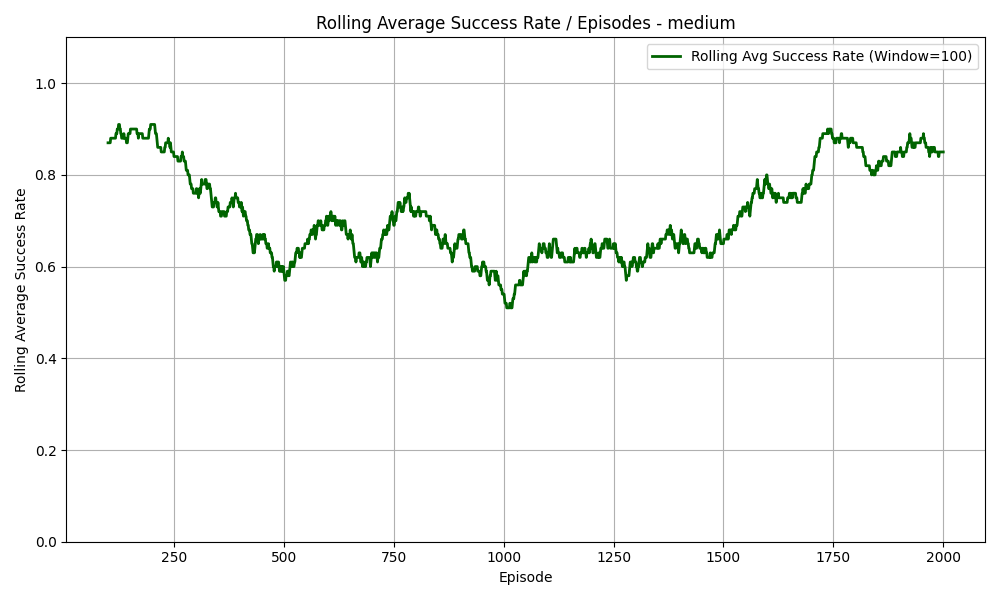 Rolling Average Success Rate / Episodes - medium
Rolling Avg Success Rate (Window=100)
Rolling Average Success Rate
1.0
0.8
0.6
0.4
0.2
0.0
250 500 750 1000 1250 1500 1750 2000
Episode